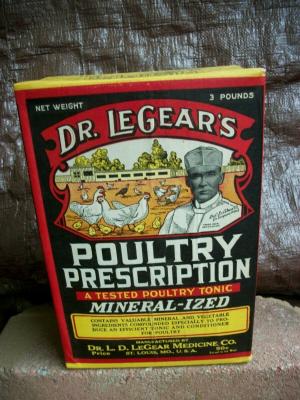 NET WEIGHT 3 POUNDS
DR. LEGEAR'S
POULTRY
PRESCRIPTION
A TESTED POULTRY TONIC
MINERAL-IZED
CONTAINS VALUABLE MINERAL AND VEGETABLE
INGREDIENTS COMPOUNDED ESPECIALLY TO PRO-
DUCE AN EFFICIENT TONIC AND CONDITIONER
FOR POULTRY
MANUFACTURED BY
DR. L. D. LEGEAR MEDICINE CO.
Price ST. LOUIS, MO., U.S.A.